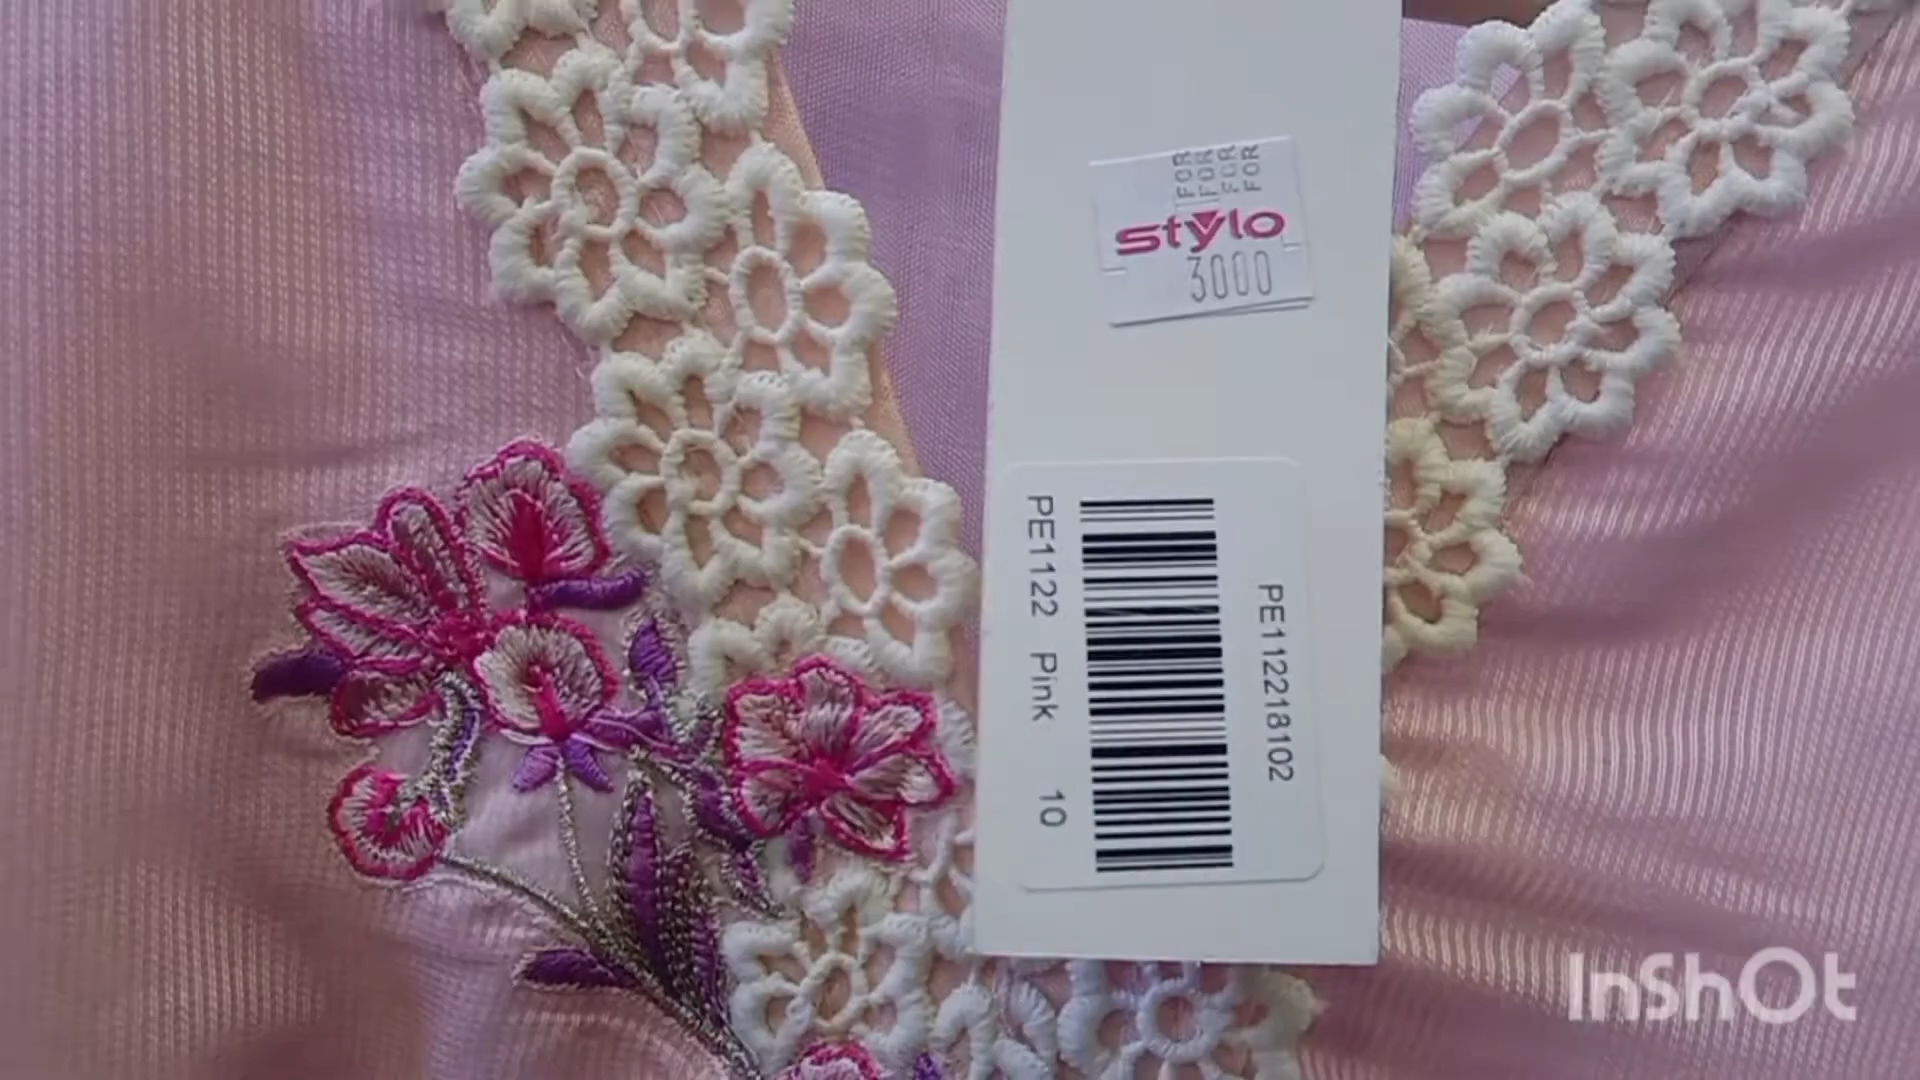 FOR
FOR
FOR
FOR
stylo
3000
PE112218102
PE1122 Pink 10
InShOt